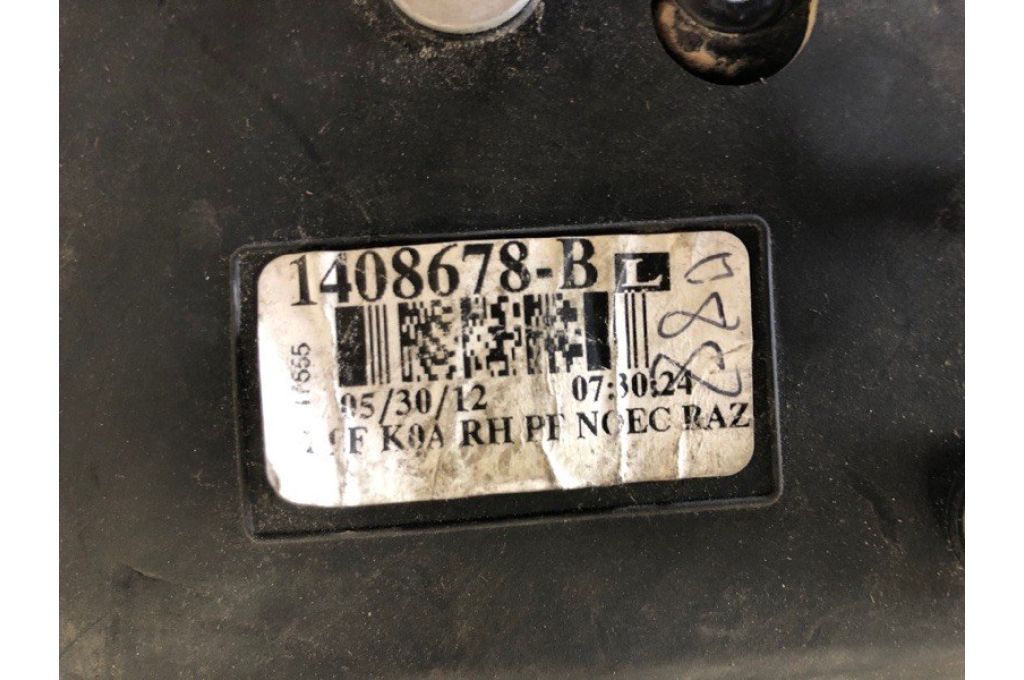 1408678-B L
05/30/12 07:30:24
K0A RH PF NOEC RAZ